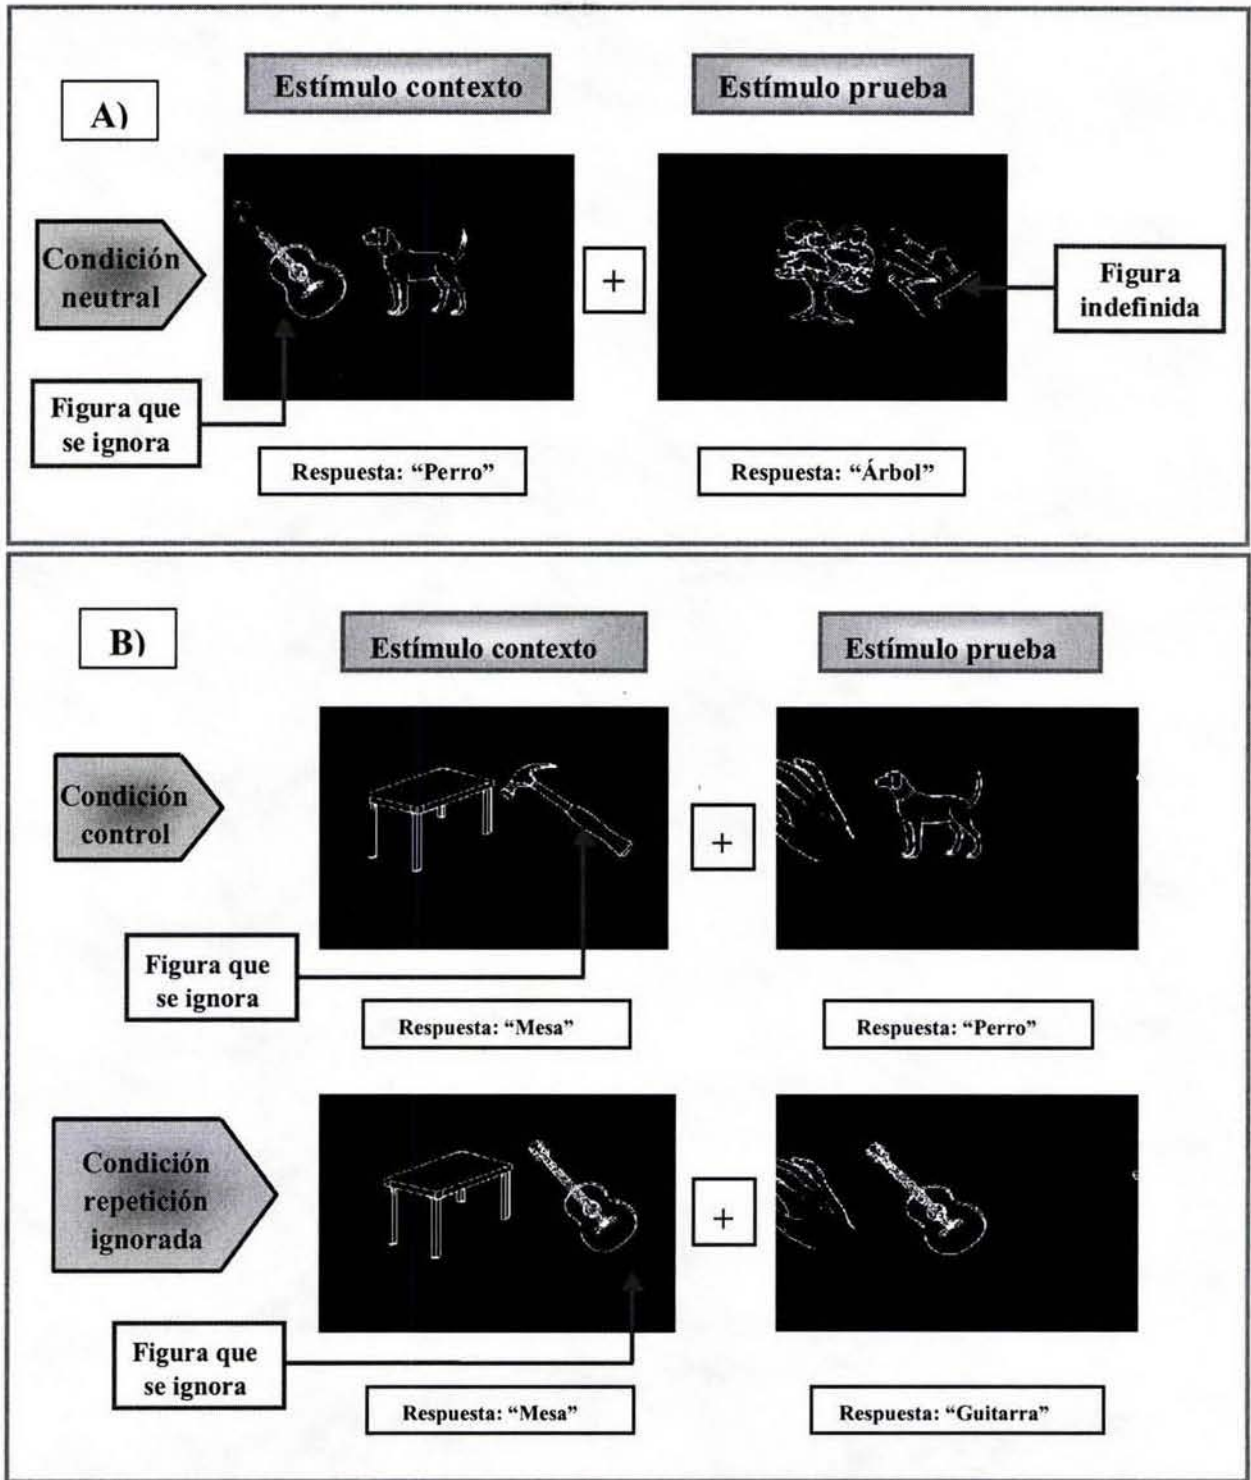 A)
Estímulo contexto
Estímulo prueba
Condición
neutral
+
Figura
indefinida
Figura que
se ignora
Respuesta: “Perro”
Respuesta: “Árbol”
B)
Estímulo contexto
Estímulo prueba
Condición
control
+
Figura que
se ignora
Respuesta: “Mesa”
Respuesta: “Perro”
Condición
repetición
ignorada
+
Figura que
se ignora
Respuesta: “Mesa”
Respuesta: “Guitarra”